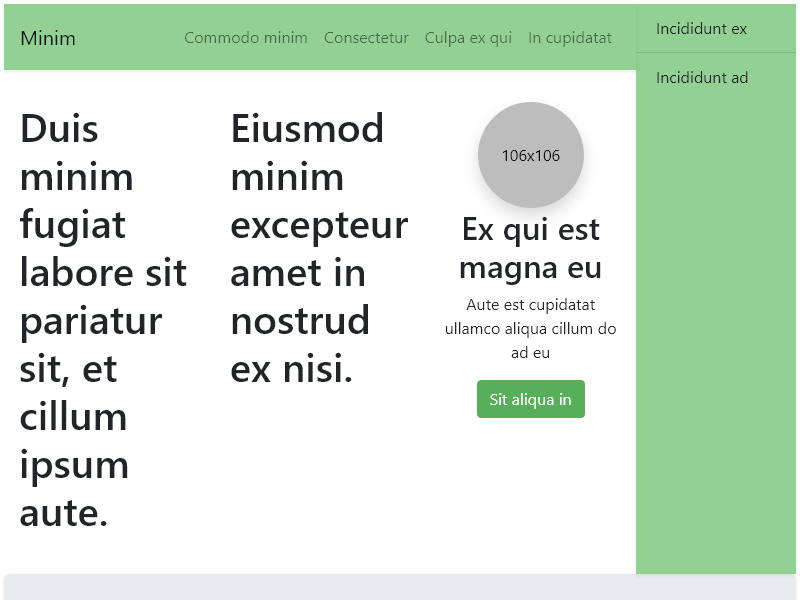 Minim
Commodo minim
Consectetur
Culpa ex qui
In cupidatat
Incididunt ex
Incididunt ad
Duis
minim
fugiat
labore sit
pariatur
sit, et
cillum
ipsum
aute.
Eiusmod
minim
excepteur
amet in
nostrud
ex nisi.
106x106
Ex qui est
magna eu
Aute est cupidatat
ullamco aliqua cillum do
ad eu
Sit aliqua in